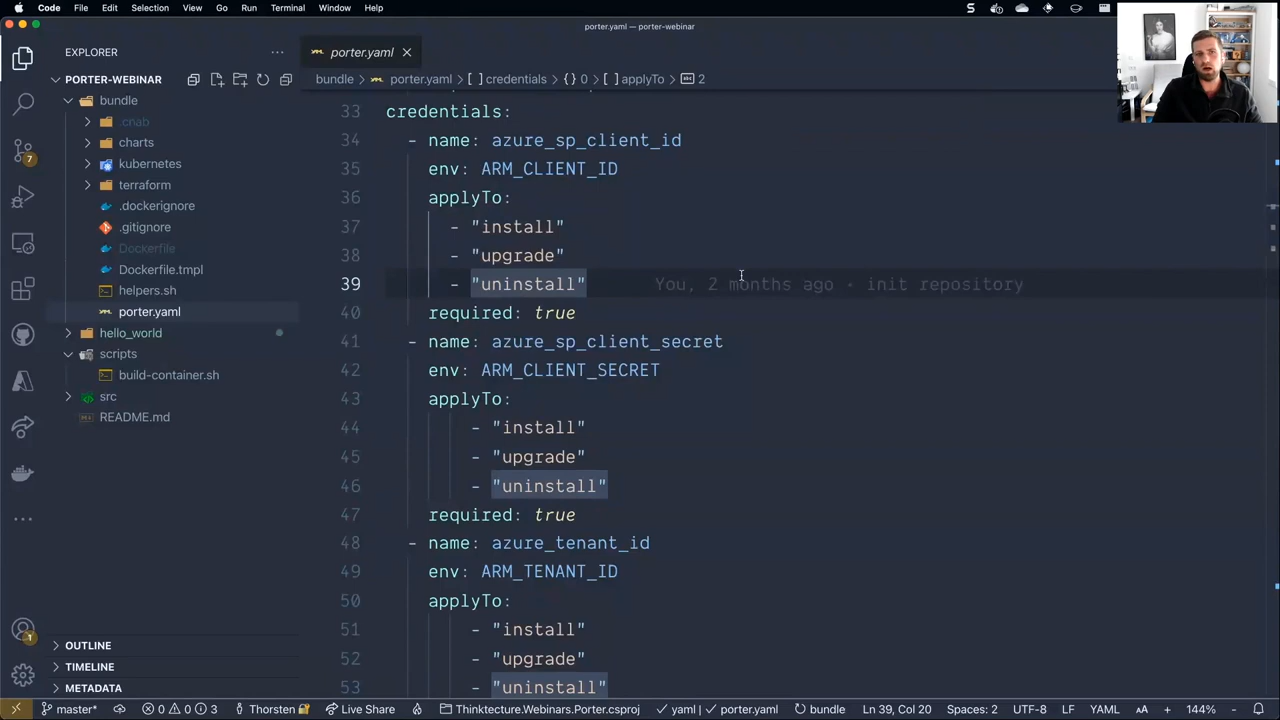 Code File Edit Selection View Go Run Terminal Window Help
porter.yaml — porter-webinar
EXPLORER
PORTER-WEBINAR
bundle
.cnab
charts
kubernetes
terraform
.dockerignore
.gitignore
Dockerfile
Dockerfile.tmpl
helpers.sh
porter.yaml
hello_world
scripts
build-container.sh
src
README.md
OUTLINE
TIMELINE
METADATA
7
1
porter.yaml
bundle > porter.yaml > [ ] credentials > {} 0 > [ ] applyTo > 2
33 credentials:
34 - name: azure_sp_client_id
35 env: ARM_CLIENT_ID
36 applyTo:
37 - "install"
38 - "upgrade"
39 - "uninstall" You, 2 months ago • init repository
40 required: true
41 - name: azure_sp_client_secret
42 env: ARM_CLIENT_SECRET
43 applyTo:
44 - "install"
45 - "upgrade"
46 - "uninstall"
47 required: true
48 - name: azure_tenant_id
49 env: ARM_TENANT_ID
50 applyTo:
51 - "install"
52 - "upgrade"
53 - "uninstall"
master* 0 0 3 Thorsten Live Share Thinktecture.Webinars.Porter.csproj yaml | porter.yaml bundle Ln 39, Col 20 Spaces: 2 UTF-8 LF YAML 144%